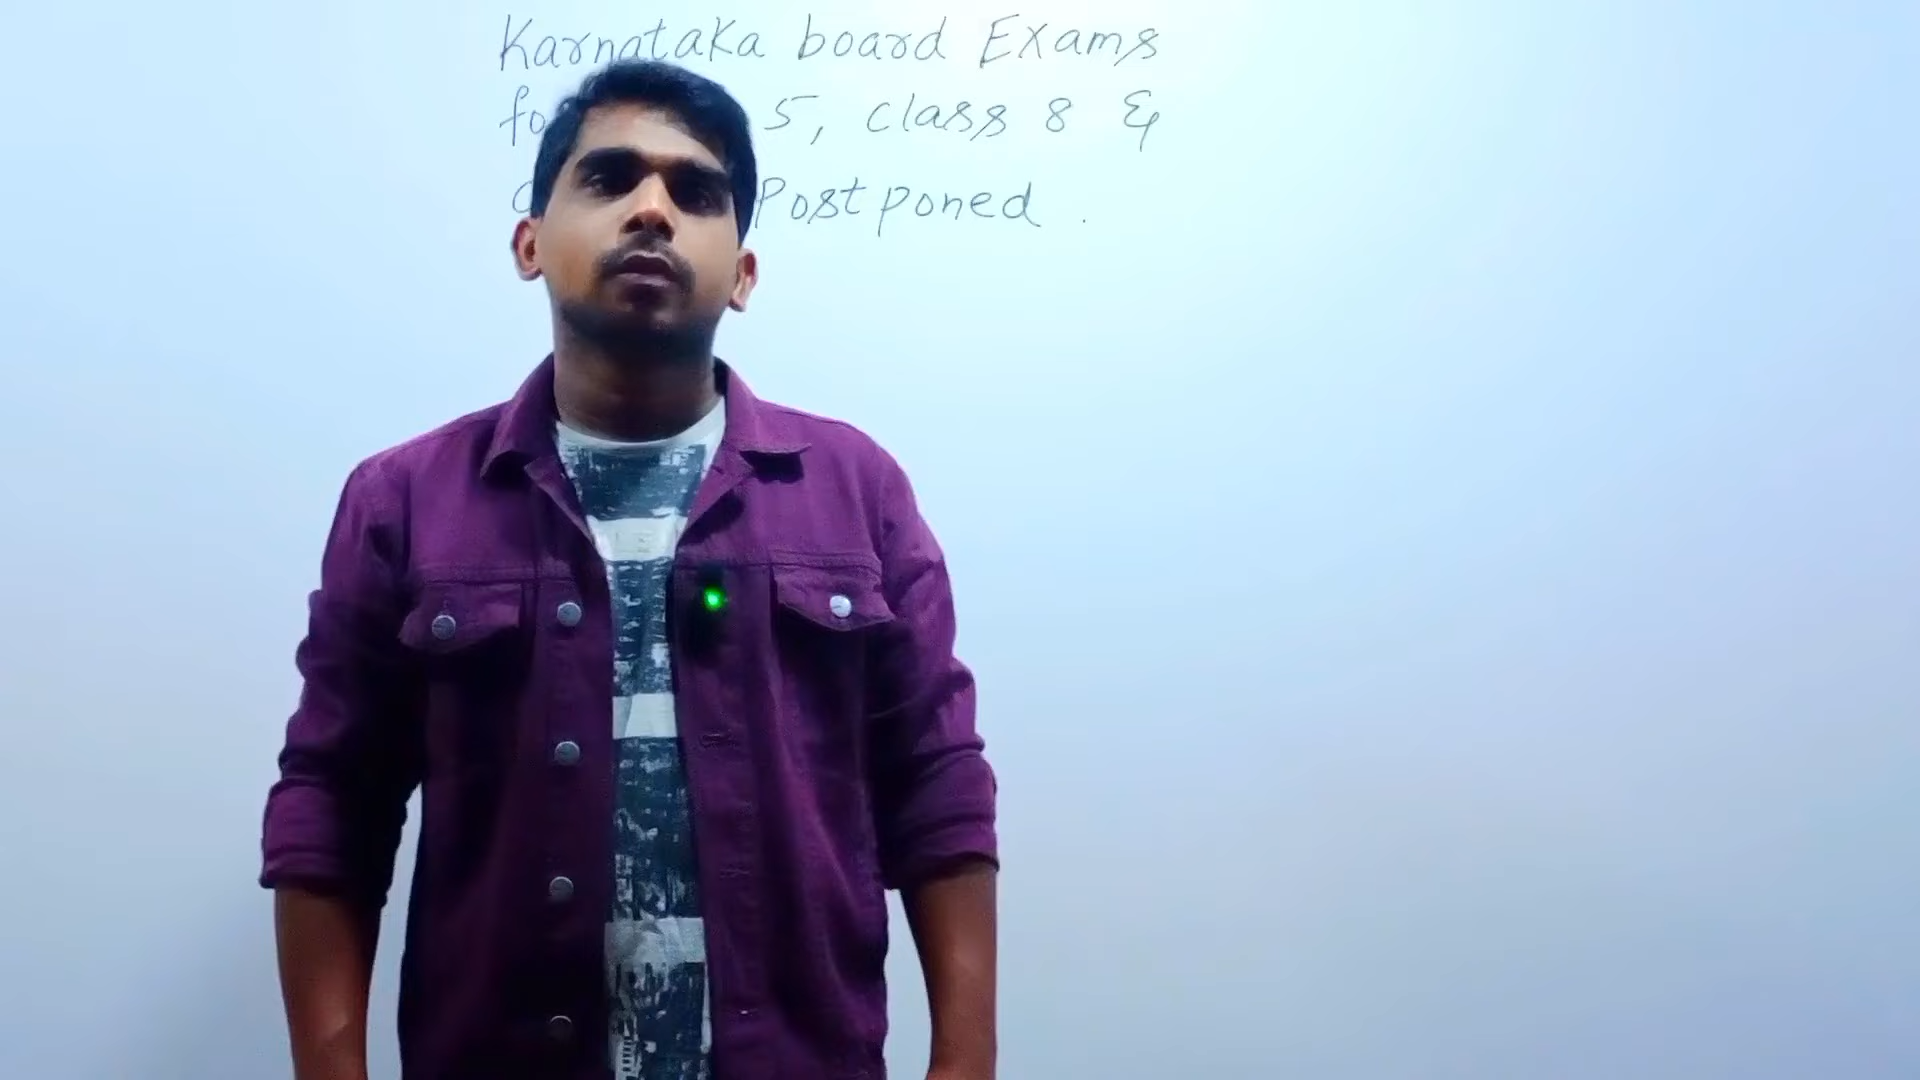 Karnataka board Exams
fo 5, class 8 &
Postponed .